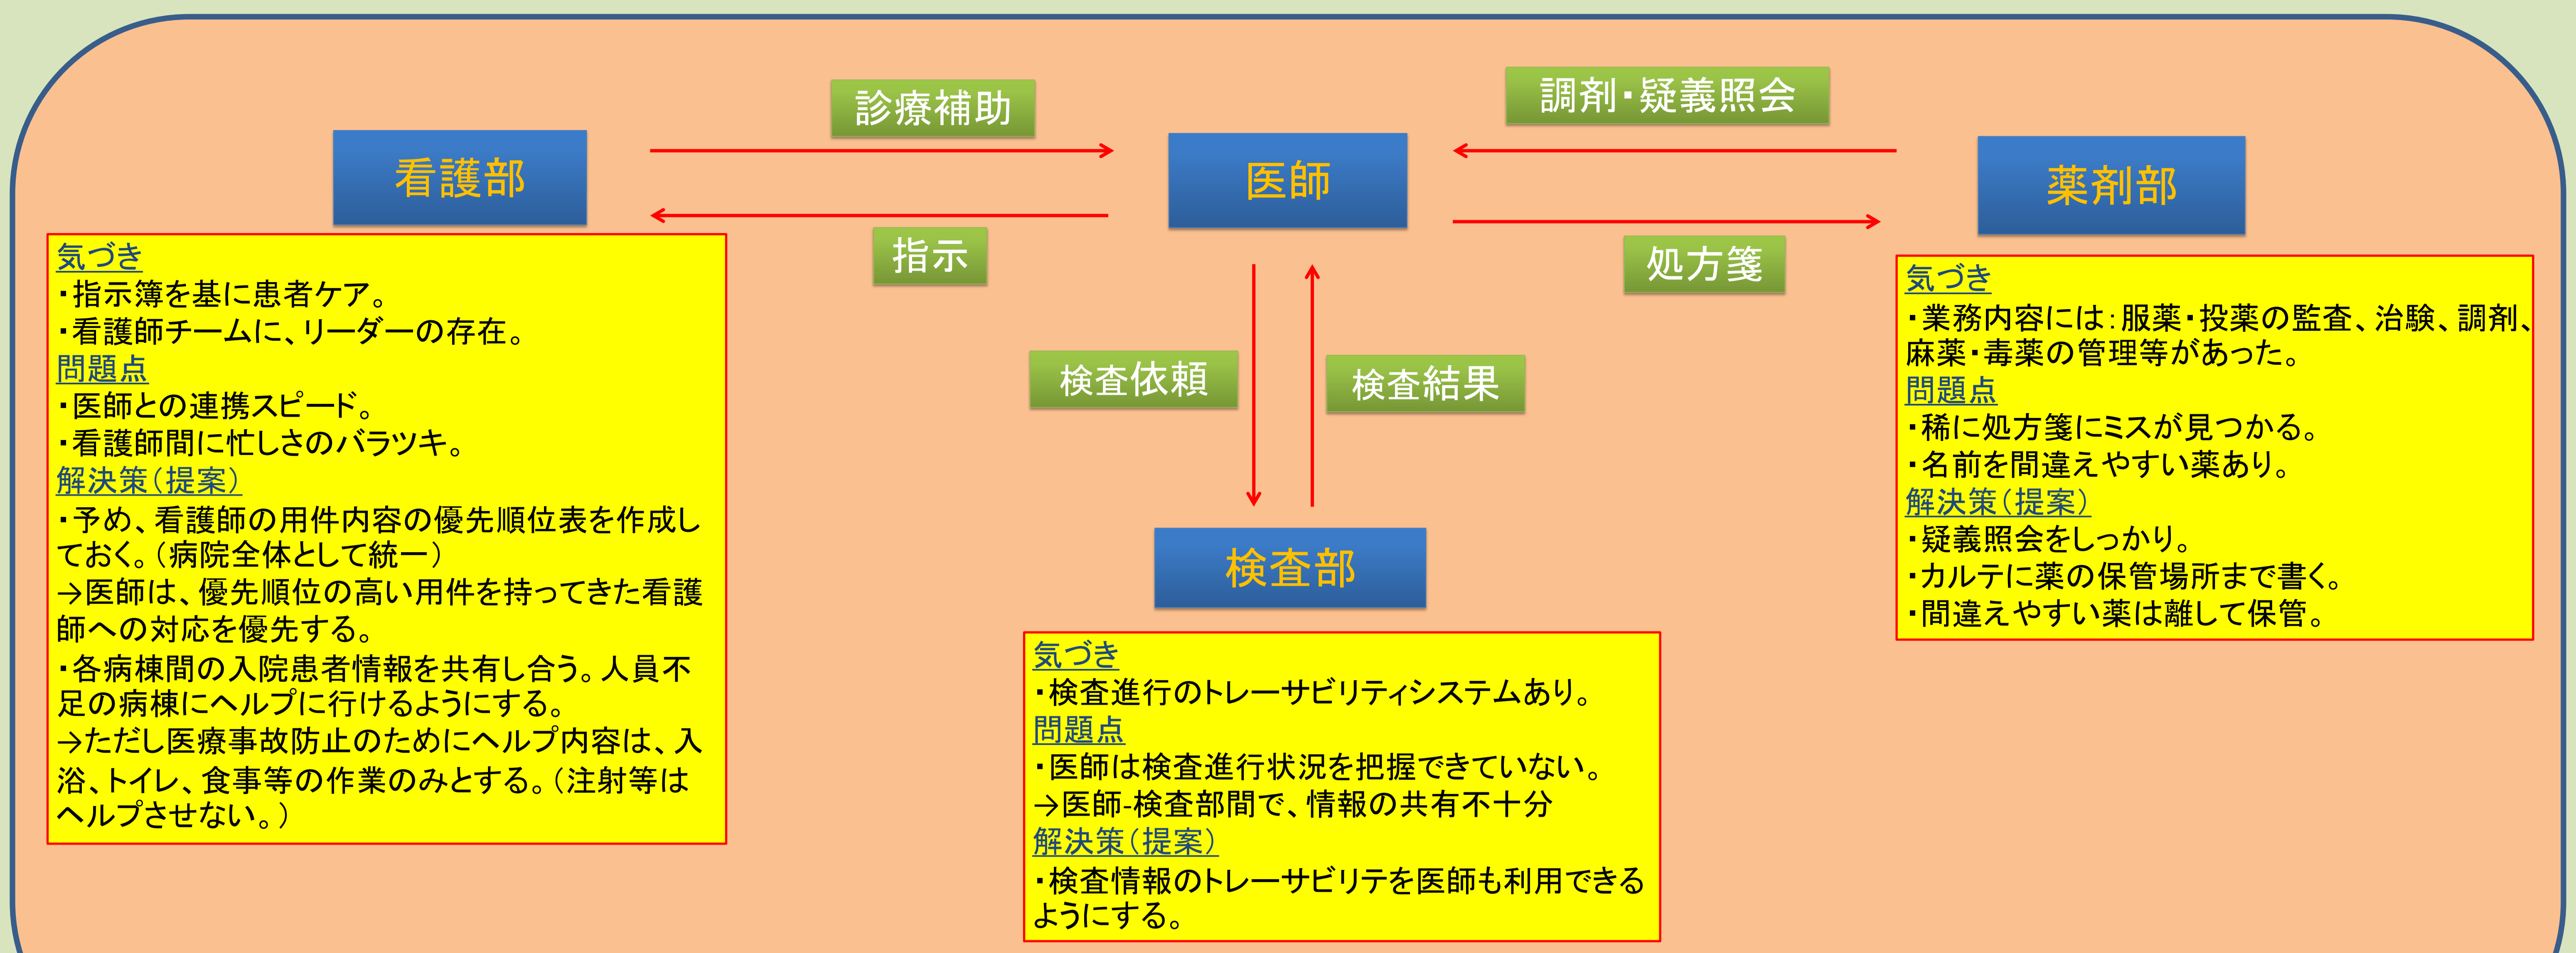 診療補助
調剤・疑義照会
看護部
医師
薬剤部
指示
処方箋
検査依頼
検査結果
検査部
気づき
・指示簿を基に患者ケア。
・看護師チームに、リーダーの存在。
問題点
・医師との連携スピード。
・看護師間に忙しさのバラツキ。
解決策(提案)
・予め、看護師の用件内容の優先順位表を作成し
ておく。(病院全体として統一)
→医師は、優先順位の高い用件を持ってきた看護
師への対応を優先する。
・各病棟間の入院患者情報を共有し合う。人員不
足の病棟にヘルプに行けるようにする。
→ただし医療事故防止のためにヘルプ内容は、入
浴、トイレ、食事等の作業のみとする。(注射等は
ヘルプさせない。)
気づき
・検査進行のトレーサビリティシステムあり。
問題点
・医師は検査進行状況を把握できていない。
→医師-検査部間で、情報の共有不十分
解決策(提案)
・検査情報のトレーサビリテを医師も利用できる
ようにする。
気づき
・業務内容には:服薬・投薬の監査、治験、調剤、
麻薬・毒薬の管理等があった。
問題点
・稀に処方箋にミスが見つかる。
・名前を間違えやすい薬あり。
解決策(提案)
・疑義照会をしっかり。
・カルテに薬の保管場所まで書く。
・間違えやすい薬は離して保管。